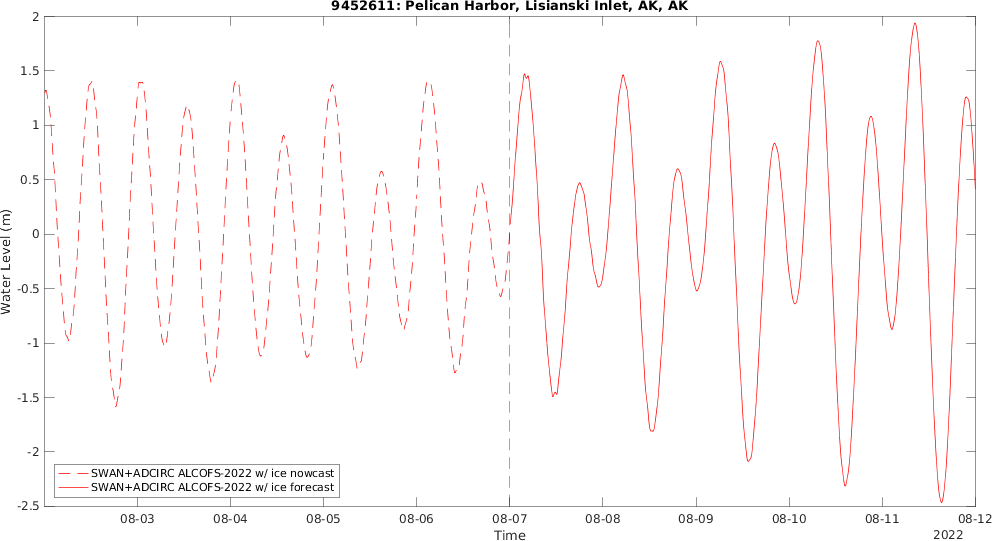 9452611: Pelican Harbor, Lisianski Inlet, AK, AK
2
1.5
1
0.5
0
-0.5
-1
-1.5
-2
-2.5
Water Level (m)
SWAN+ADCIRC ALCOFS-2022 w/ ice nowcast
SWAN+ADCIRC ALCOFS-2022 w/ ice forecast
08-03 08-04 08-05 08-06 08-07 08-08 08-09 08-10 08-11 08-12
Time
2022